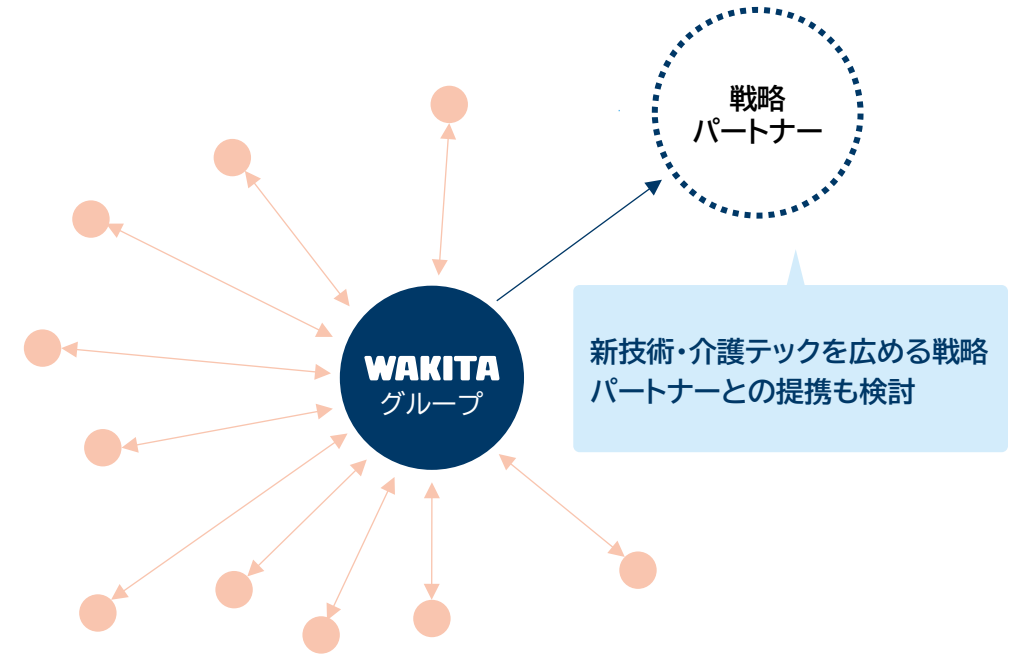 戦略
パートナー
WAKITA
グループ
新技術・介護テックを広める戦略
パートナーとの提携も検討